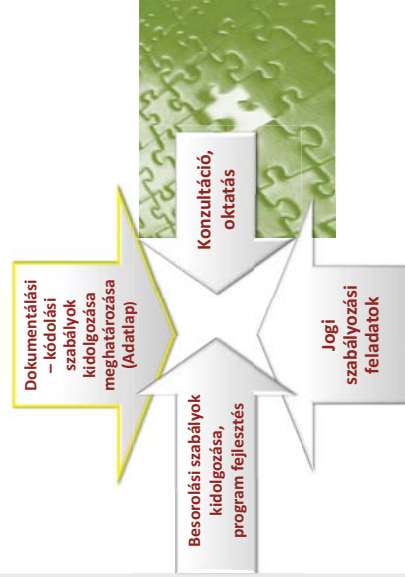 Dokumentálási
– kódolási
szabályok
kidolgozása
meghatározása
(Adatlap)
Konzultáció,
oktatás
Besorolási szabályok
kidolgozása,
program fejlesztés
Jogi
szabályozási
feladatok